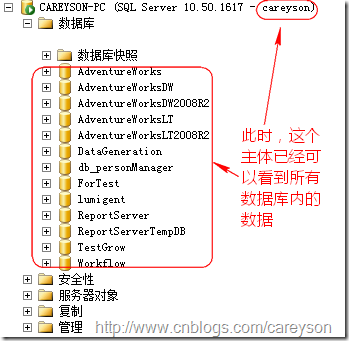 CAREYSON-PC (SQL Server 10.50.1617 - careyson)
数据库
数据库快照
AdventureWorks
AdventureWorksDW
AdventureWorksDW2008R2
AdventureWorksLT
AdventureWorksLT2008R2
DataGeneration
db_personManager
ForTest
lumigent
ReportServer
ReportServerTempDB
TestGrow
Workflow
安全性
服务器对象
复制
管理
此时，这个
主体已经可
以看到所有
数据库内的
数据
http://www.cnblogs.com/careyson